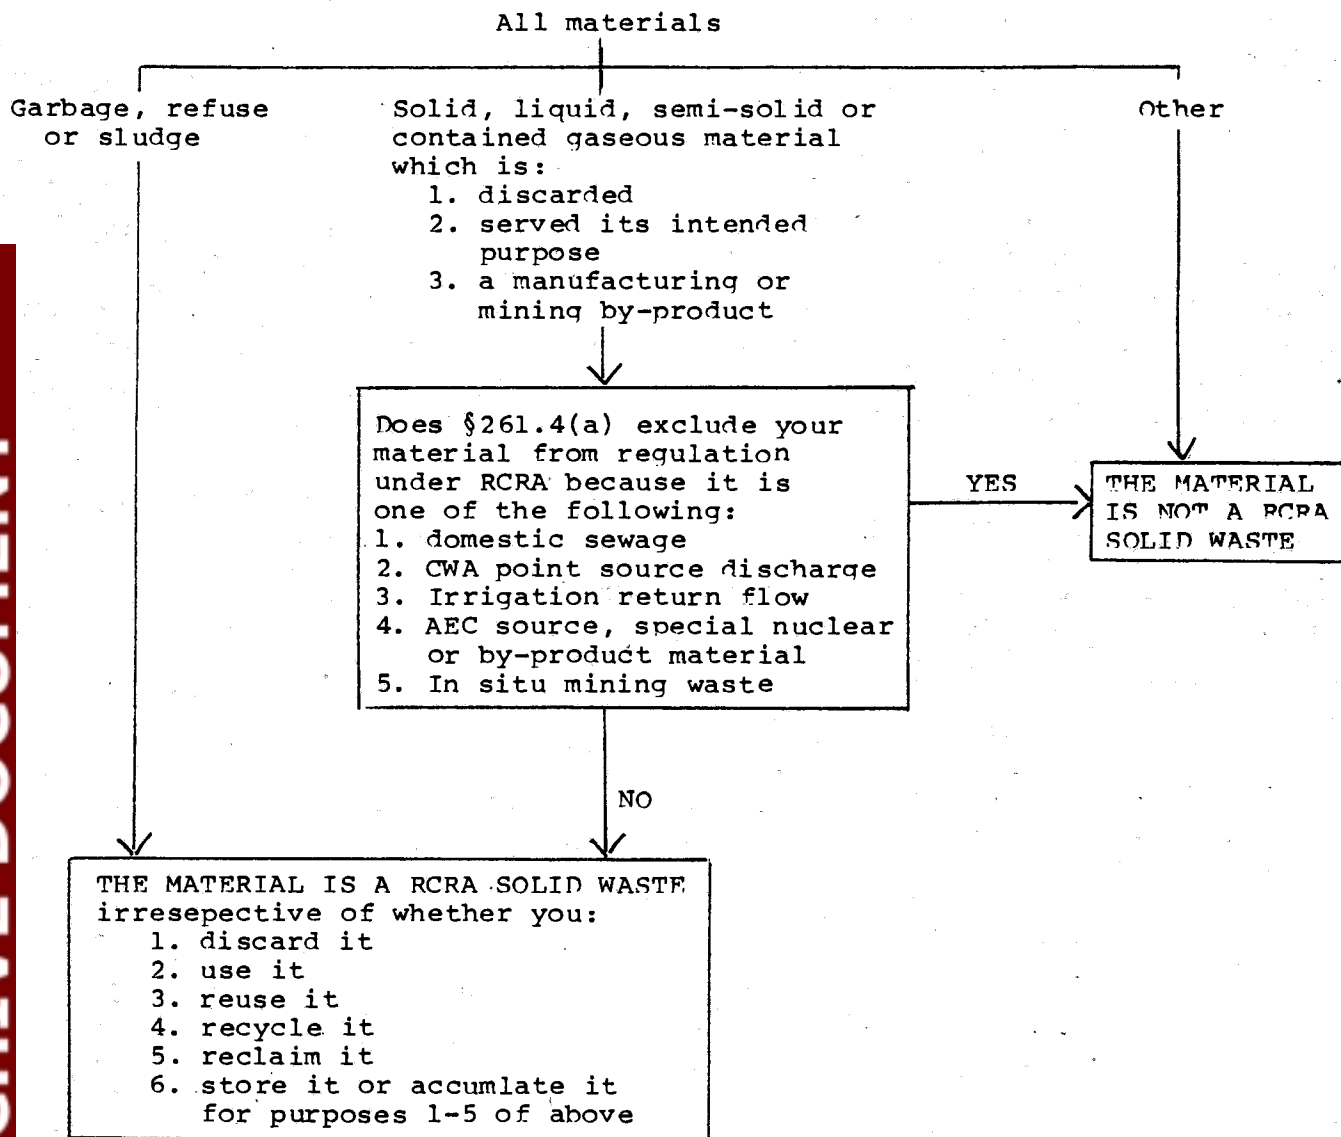 All materials
Garbage, refuse
or sludge
Solid, liquid, semi-solid or
contained gaseous material
which is:
1. discarded
2. served its intended
purpose
3. a manufacturing or
mining by-product
Other
Does §261.4(a) exclude your
material from regulation
under RCRA because it is
one of the following:
1. domestic sewage
2. CWA point source discharge
3. Irrigation return flow
4. AEC source, special nuclear
or by-product material
5. In situ mining waste
YES
THE MATERIAL
IS NOT A RCRA
SOLID WASTE
NO
THE MATERIAL IS A RCRA SOLID WASTE
irresepective of whether you:
1. discard it
2. use it
3. reuse it
4. recycle it
5. reclaim it
6. store it or accumlate it
for purposes 1-5 of above